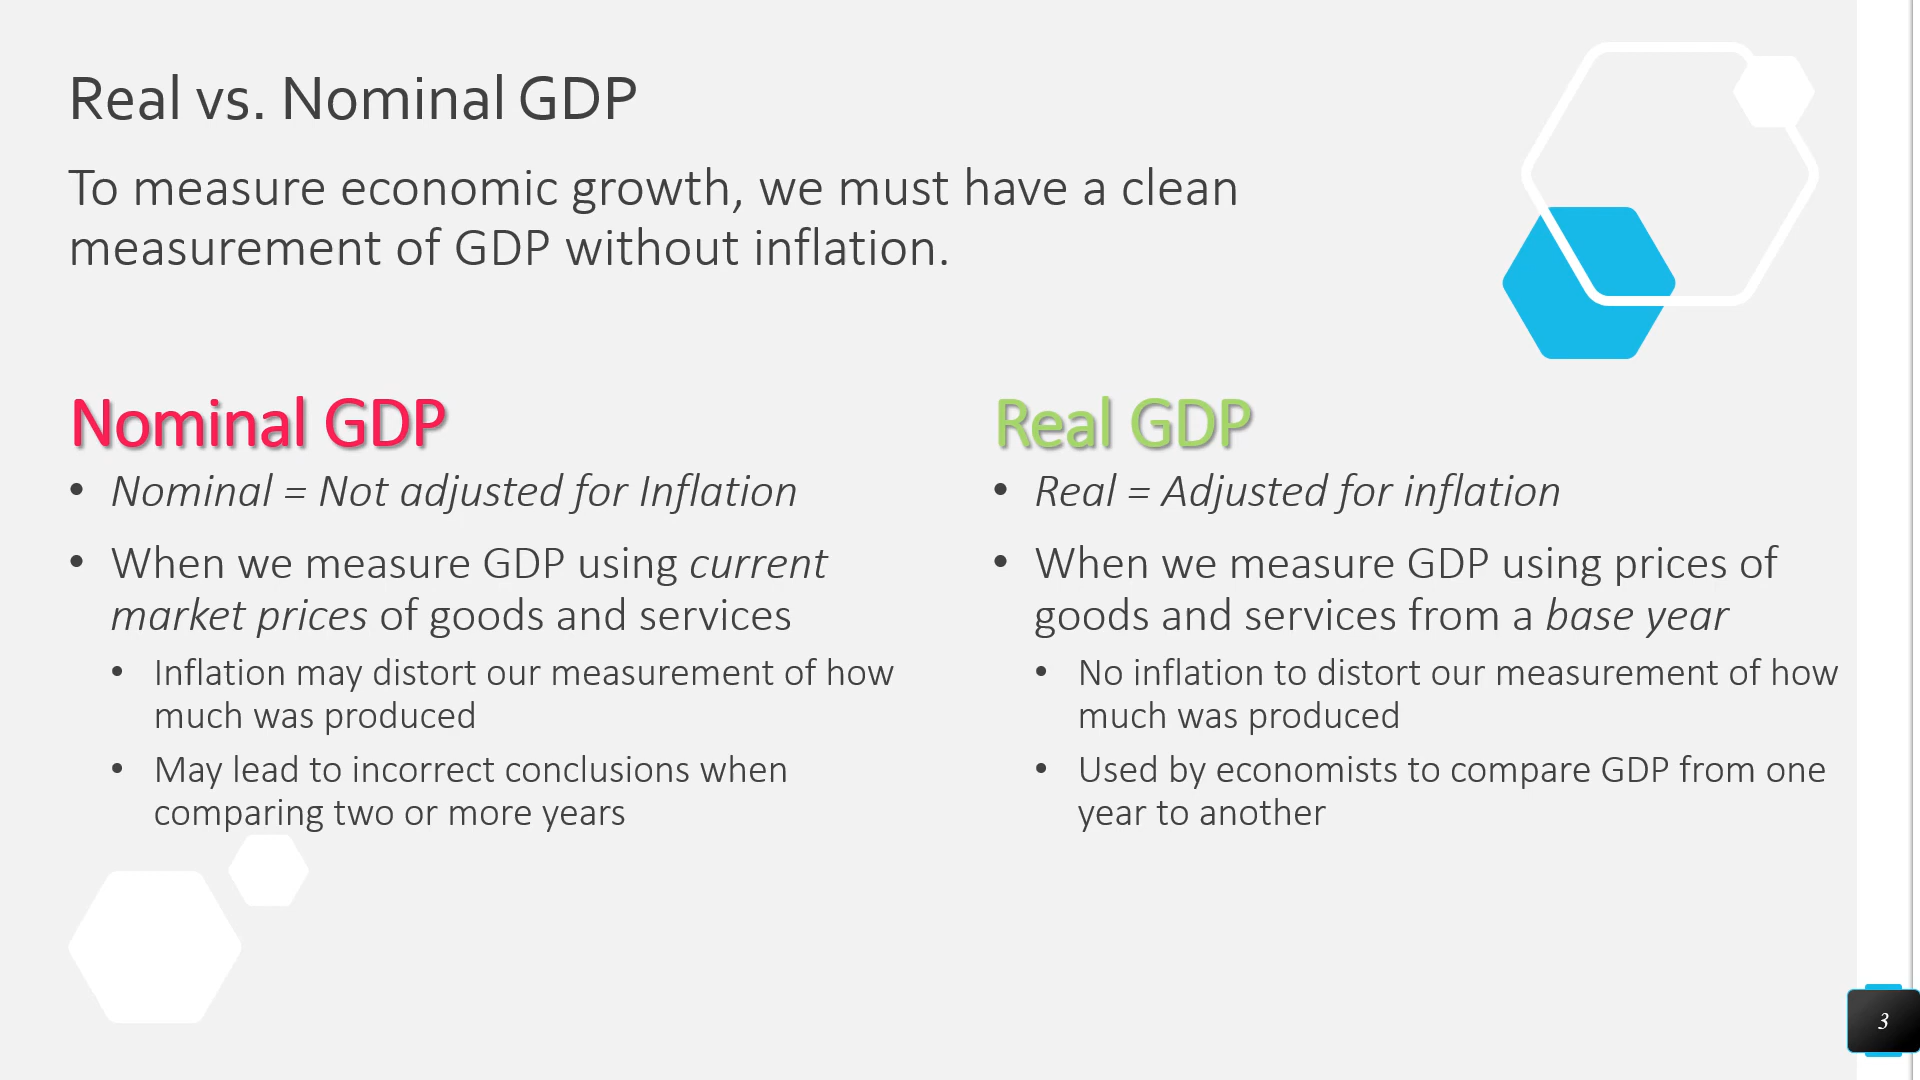 Real vs. Nominal GDP
To measure economic growth, we must have a clean
measurement of GDP without inflation.
Nominal GDP
• Nominal = Not adjusted for Inflation
• When we measure GDP using current
market prices of goods and services
• Inflation may distort our measurement of how
much was produced
• May lead to incorrect conclusions when
comparing two or more years
Real GDP
• Real = Adjusted for inflation
• When we measure GDP using prices of
goods and services from a base year
• No inflation to distort our measurement of how
much was produced
• Used by economists to compare GDP from one
year to another
3